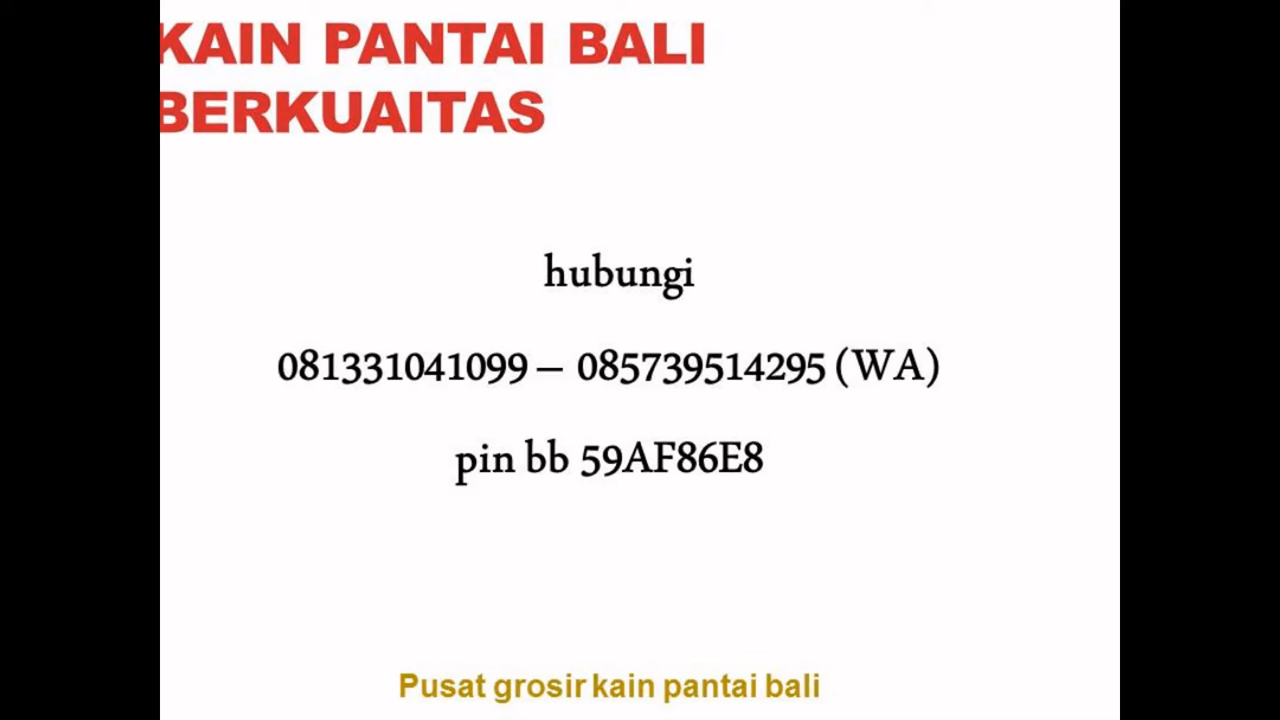 KAIN PANTAI BALI
BERKUAITAS
hubungi
081331041099 – 085739514295 (WA)
pin bb 59AF86E8
Pusat grosir kain pantai bali